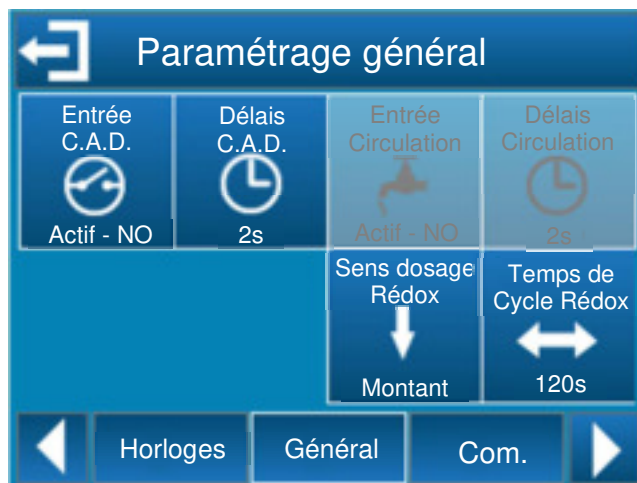 Paramétrage général
Entrée
C.A.D.
Actif - NO
Délais
C.A.D.
2s
Entrée
Circulation
Actif - NO
Délais
Circulation
2s
Sens dosage
Rédox
Montant
Temps de
Cycle Rédox
120s
Horloges
Général
Com.